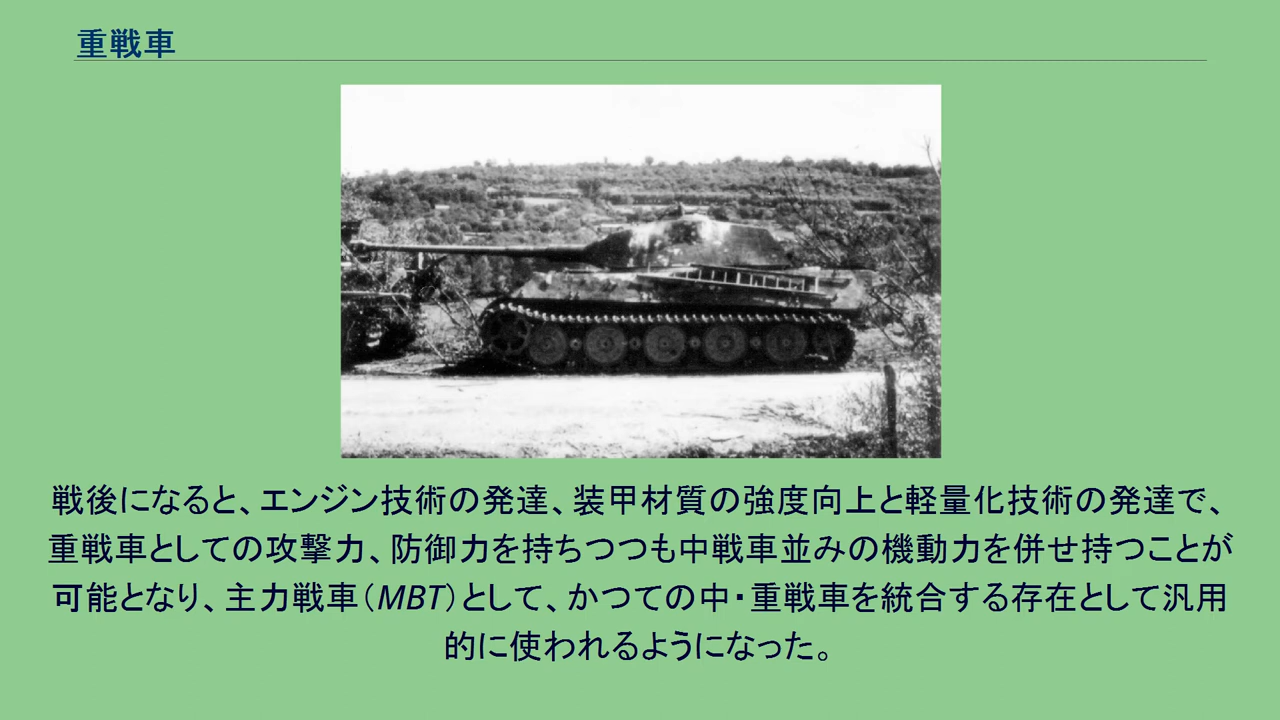 重戦車
戦後になると、エンジン技術の発達、装甲材質の強度向上と軽量化技術の発達で、
重戦車としての攻撃力、防御力を持ちつつも中戦車並みの機動力を併せ持つことが
可能となり、主力戦車（MBT）として、かつての中・重戦車を統合する存在として汎用
的に使われるようになった。